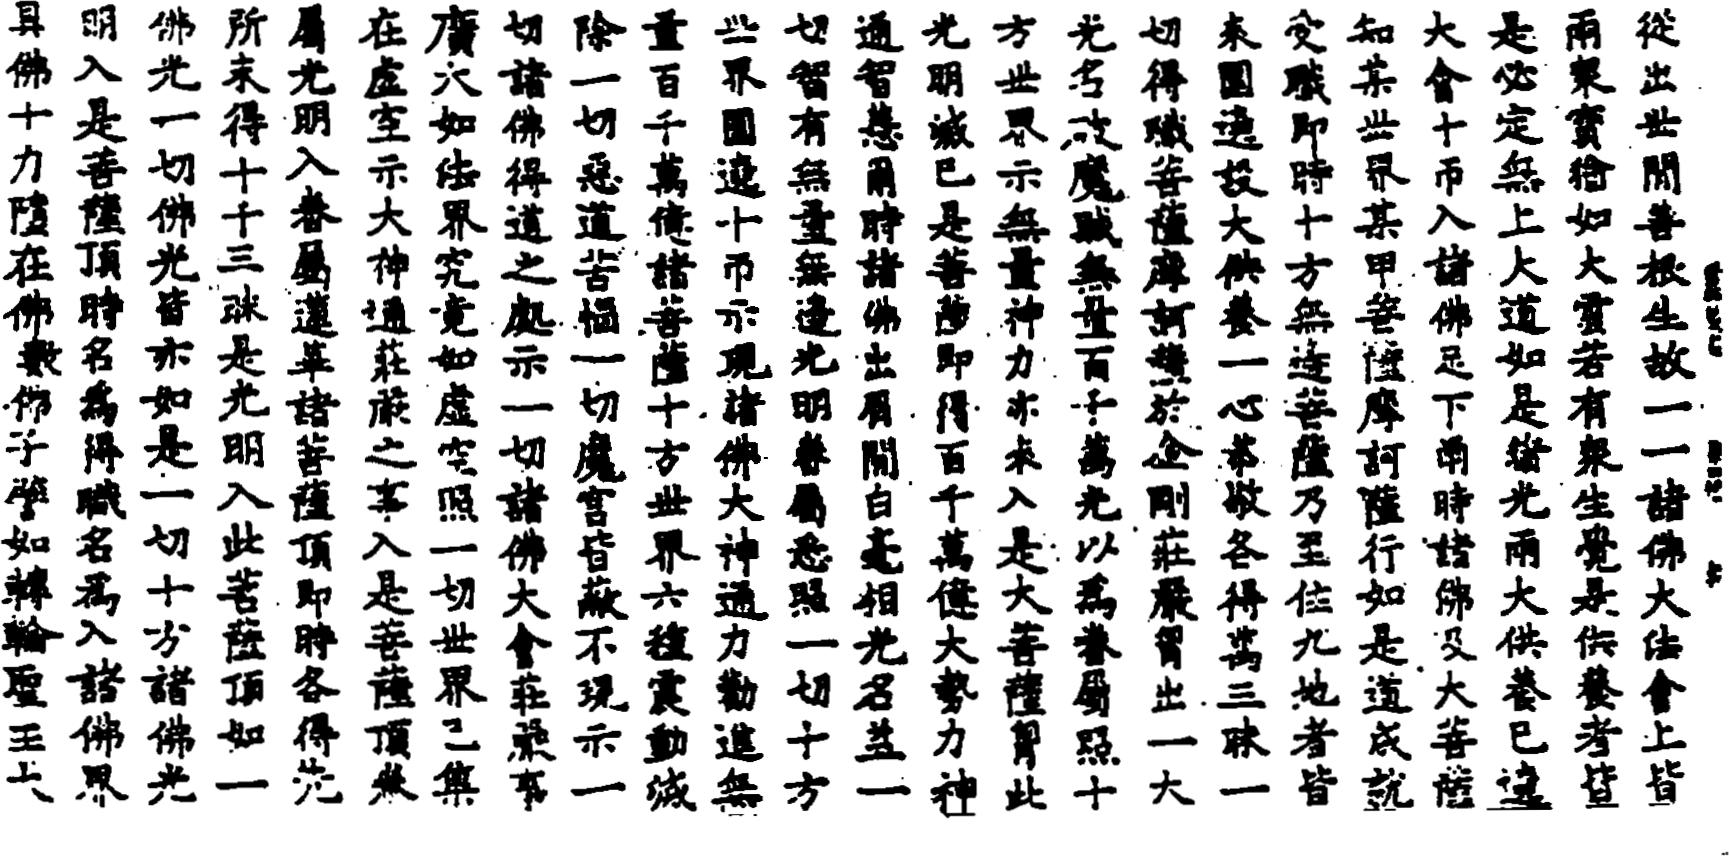 從出世間善根生故一一諸佛大法會上皆
雨眾寶猶如大雲若有眾生覺是供養者皆
是必定無上大道如是諸光雨大供養已遶
大會十帀入諸佛足下爾時諸佛及大菩薩
知某世界某甲菩薩摩訶薩行如是道成就
受職即時十方無邊菩薩乃至位九地者皆
來圍遶設大供養一心恭敬各得萬三昧一
切得職菩薩摩訶薩於金剛莊嚴胷出一大
光名破魔賊無量百千萬光以為眷屬照十
方世界示無量神力亦來入是大菩薩胷此
光明滅已是菩薩即得百千萬億大勢力神
通智慧爾時諸佛出眉間白毫相光名益一
切智有無量無邊光明眷屬悉照一切十方
世界圍遶十帀示現諸佛大神通力勸進無
量百千萬億諸菩薩十方世界六種震動滅
除一切惡道苦惱一切魔宮皆蔽不現示一
切諸佛得道之處示一切諸佛大會莊嚴事
廣大如法界究竟如虛空照一切世界已集
在虛空示大神通莊嚴之事入是菩薩頂眷
屬光明入眷屬蓮華諸菩薩頂即時各得先
所未得十千三昧是光明入此菩薩頂如一
佛光一切佛光皆亦如是一切十方諸佛光
明入是菩薩頂時名為得職名為入諸佛界
具佛十力墮在佛數佛子譬如轉輪聖王太